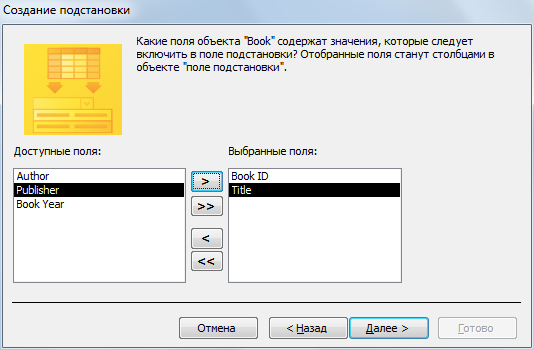 Создание подстановки
Какие поля объекта "Book" содержат значения, которые следует
включить в поле подстановки? Отобранные поля станут столбцами в
объекте "поле подстановки".
Доступные поля:
Выбранные поля:
Author
Publisher
Book Year
>
>>
<
<<
Book ID
Title
Отмена
< Назад
Далее >
Готово